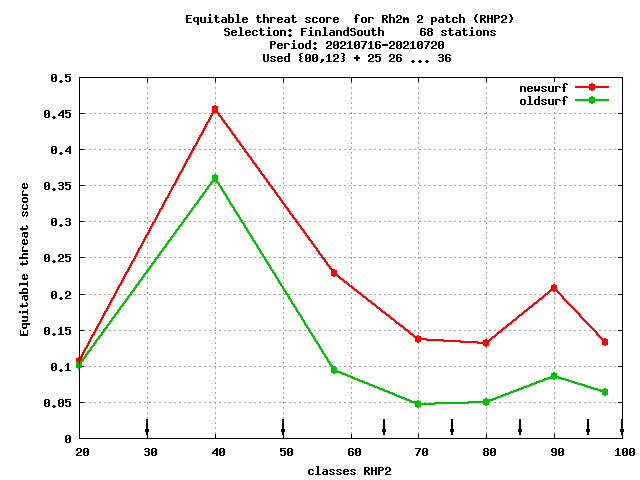 Equitable threat score  for Rh2m 2 patch (RHP2)
Selection: FinlandSouth     68 stations
Period: 20210716-20210720
Used {00,12} + 25 26 ... 36
newsurf
oldsurf
Equitable threat score
0.5
0.45
0.4
0.35
0.3
0.25
0.2
0.15
0.1
0.05
0
20 30 40 50 60 70 80 90 100
classes RHP2